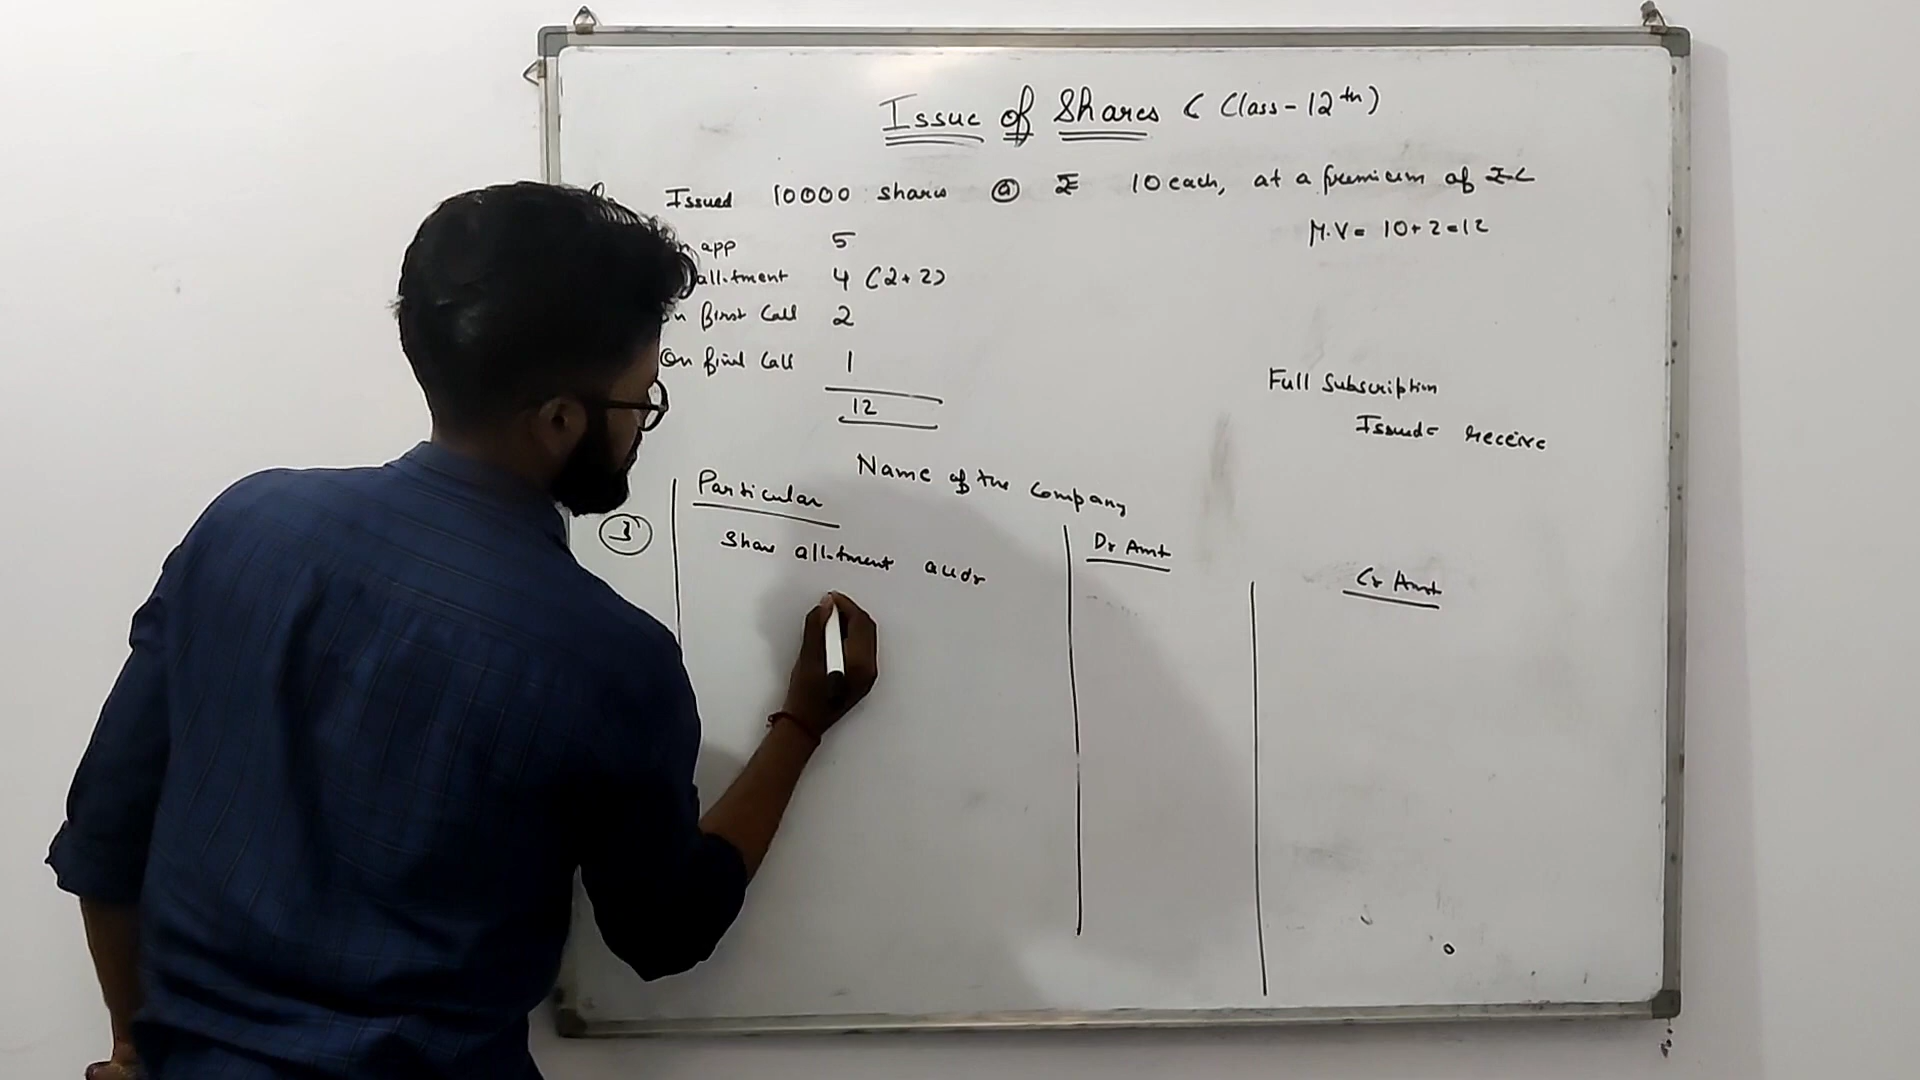 Issue of Shares ( Class-12th)
Issued 10000 shares @ ₹ 10 each, at a premium of ₹2
M.V = 10+2=12
app 5
allotment 4 (2+2)
On first Call 2
On final Call 1
12
Full Subscription
Issued= receive
Name of the Company
Particular
Dr Amt
Cr Amt
3
Share allotment a/c dr